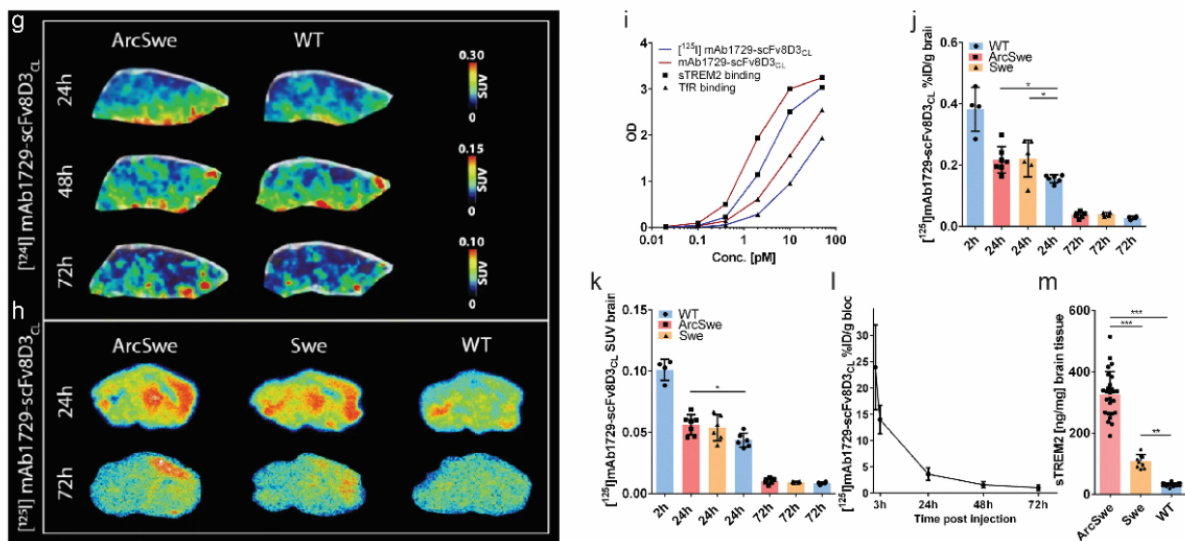 g
ArcSwe WT
[¹²⁴I] mAb1729-scFv8D3CL
24h
48h
72h
0.30
SUV
0
0.15
SUV
0
0.10
SUV
0
h
ArcSwe Swe WT
[¹²⁵I] mAb1729-scFv8D3CL
24h
72h
i
[¹²⁵I] mAb1729-scFv8D3CL
mAb1729-scFv8D3CL
sTREM2 binding
TfR binding
OD
4
3
2
1
0
0.01 0.1 1 10 100
Conc. [pM]
j
[¹²⁵I]mAb1729-scFv8D3CL %ID/g brain
WT
ArcSwe
Swe
0.6
0.4
0.2
0.0
*
*
2h 24h 24h 24h 72h 72h 72h
k
[¹²⁵I]mAb1729-scFv8D3CL SUV brain
WT
ArcSwe
Swe
0.15
0.10
0.05
0.00
*
2h 24h 24h 24h 72h 72h 72h
l
[¹²⁵I]mAb1729-scFv8D3CL %ID/g bloc
35
30
25
20
15
10
5
0
3h 24h 48h 72h
Time post injection
m
sTREM2 [ng/mg] brain tissue
600
400
200
0
***
***
**
ArcSwe Swe WT